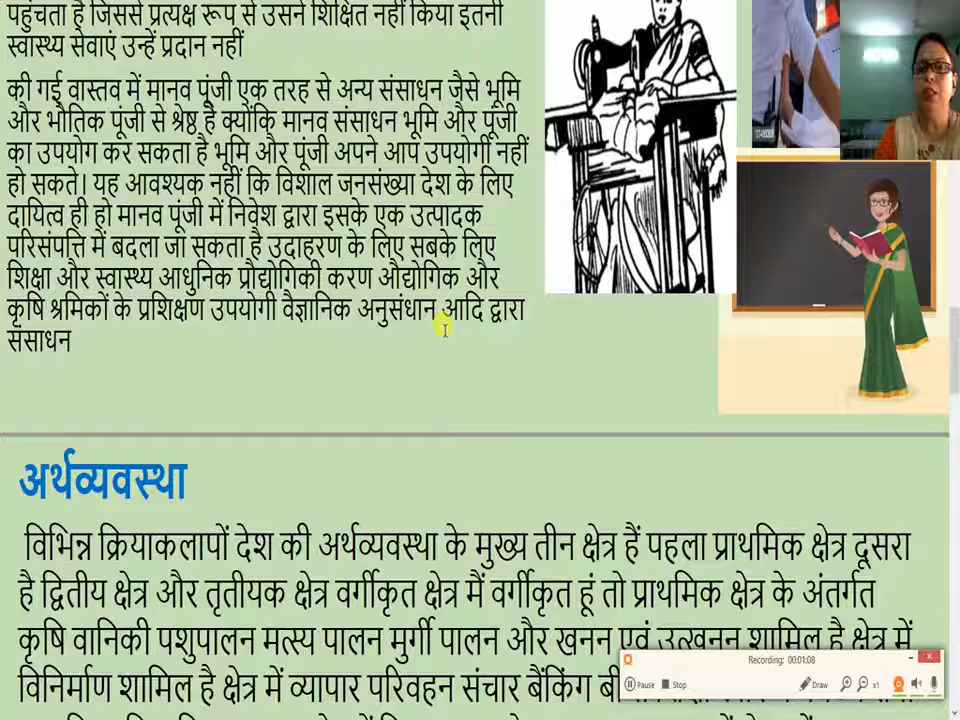 पहुंचता है जिससे प्रत्यक्ष रूप से उसने शिक्षित नहीं किया इतनी
स्वास्थ्य सेवाएं उन्हें प्रदान नहीं
की गई वास्तव में मानव पूंजी एक तरह से अन्य संसाधन जैसे भूमि
और भौतिक पूंजी से श्रेष्ठ है क्योंकि मानव संसाधन भूमि और पूंजी
का उपयोग कर सकता है भूमि और पूंजी अपने आप उपयोगी नहीं
हो सकते। यह आवश्यक नहीं कि विशाल जनसंख्या देश के लिए
दायित्व ही हो मानव पूंजी में निवेश द्वारा इसके एक उत्पादक
परिसंपत्ति में बदला जा सकता है उदाहरण के लिए सबके लिए
शिक्षा और स्वास्थ्य आधुनिक प्रौद्योगिकी करण औद्योगिक और
कृषि श्रमिकों के प्रशिक्षण उपयोगी वैज्ञानिक अनुसंधान आदि द्वारा
संसाधन
अर्थव्यवस्था
विभिन्न क्रियाकलापों देश की अर्थव्यवस्था के मुख्य तीन क्षेत्र हैं पहला प्राथमिक क्षेत्र दूसरा
है द्वितीय क्षेत्र और तृतीयक क्षेत्र वर्गीकृत क्षेत्र मैं वर्गीकृत हूं तो प्राथमिक क्षेत्र के अंतर्गत
कृषि वानिकी पशुपालन मत्स्य पालन मुर्गी पालन और खनन एवं उत्खनन शामिल है क्षेत्र में
विनिर्माण शामिल है क्षेत्र में व्यापार परिवहन संचार बैंकिंग
Recording: 00:01:08
Pause Stop Draw x1